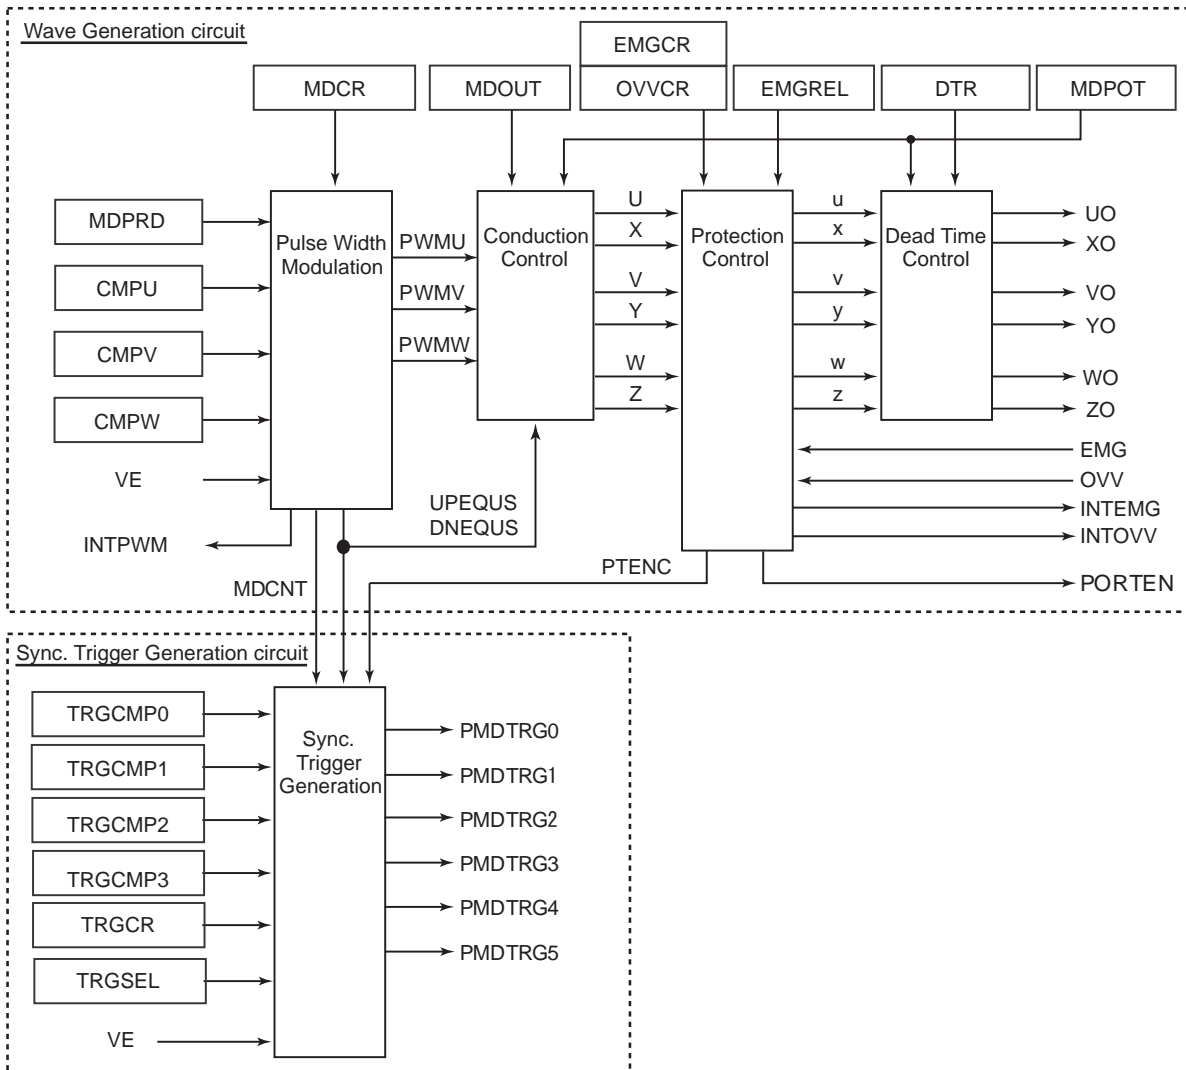 Wave Generation circuit
EMGCR
MDCR
MDOUT
OVVCR
EMGREL
DTR
MDPOT
MDPRD
CMPU
CMPV
CMPW
VE
INTPWM
Pulse Width
Modulation
PWMU
PWMV
PWMW
Conduction
Control
U
X
V
Y
W
Z
Protection
Control
u
x
v
y
w
z
Dead Time
Control
UO
XO
VO
YO
WO
ZO
EMG
OVV
INTEMG
INTOVV
PORTEN
UPEQUS
DNEQUS
PTENC
MDCNT
Sync. Trigger Generation circuit
TRGCMP0
TRGCMP1
TRGCMP2
TRGCMP3
TRGCR
TRGSEL
VE
Sync.
Trigger
Generation
PMDTRG0
PMDTRG1
PMDTRG2
PMDTRG3
PMDTRG4
PMDTRG5